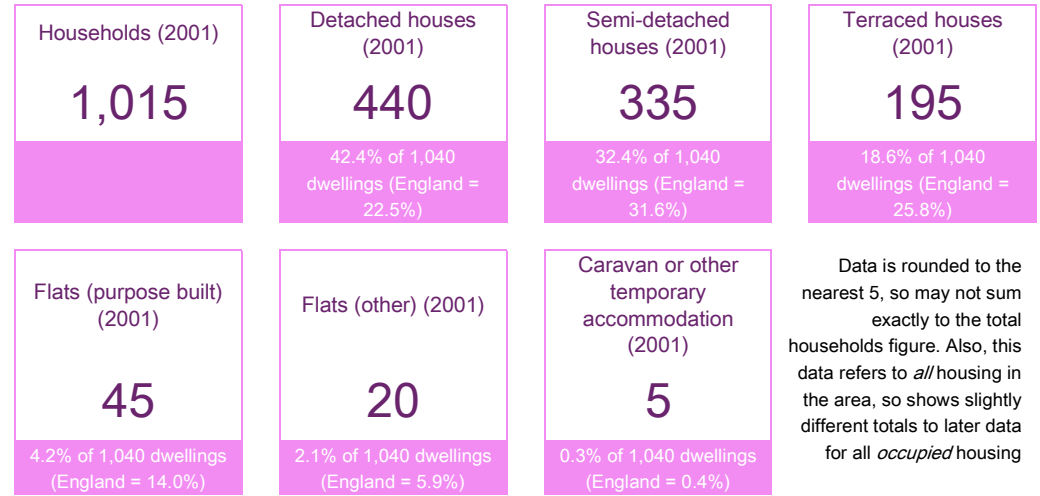 Households (2001)
1,015
Detached houses
(2001)
440
42.4% of 1,040
dwellings (England =
22.5%)
Semi-detached
houses (2001)
335
32.4% of 1,040
dwellings (England =
31.6%)
Terraced houses
(2001)
195
18.6% of 1,040
dwellings (England =
25.8%)
Flats (purpose built)
(2001)
45
4.2% of 1,040 dwellings
(England = 14.0%)
Flats (other) (2001)
20
2.1% of 1,040 dwellings
(England = 5.9%)
Caravan or other
temporary
accommodation
(2001)
5
0.3% of 1,040 dwellings
(England = 0.4%)
Data is rounded to the
nearest 5, so may not sum
exactly to the total
households figure. Also, this
data refers to all housing in
the area, so shows slightly
different totals to later data
for all occupied housing